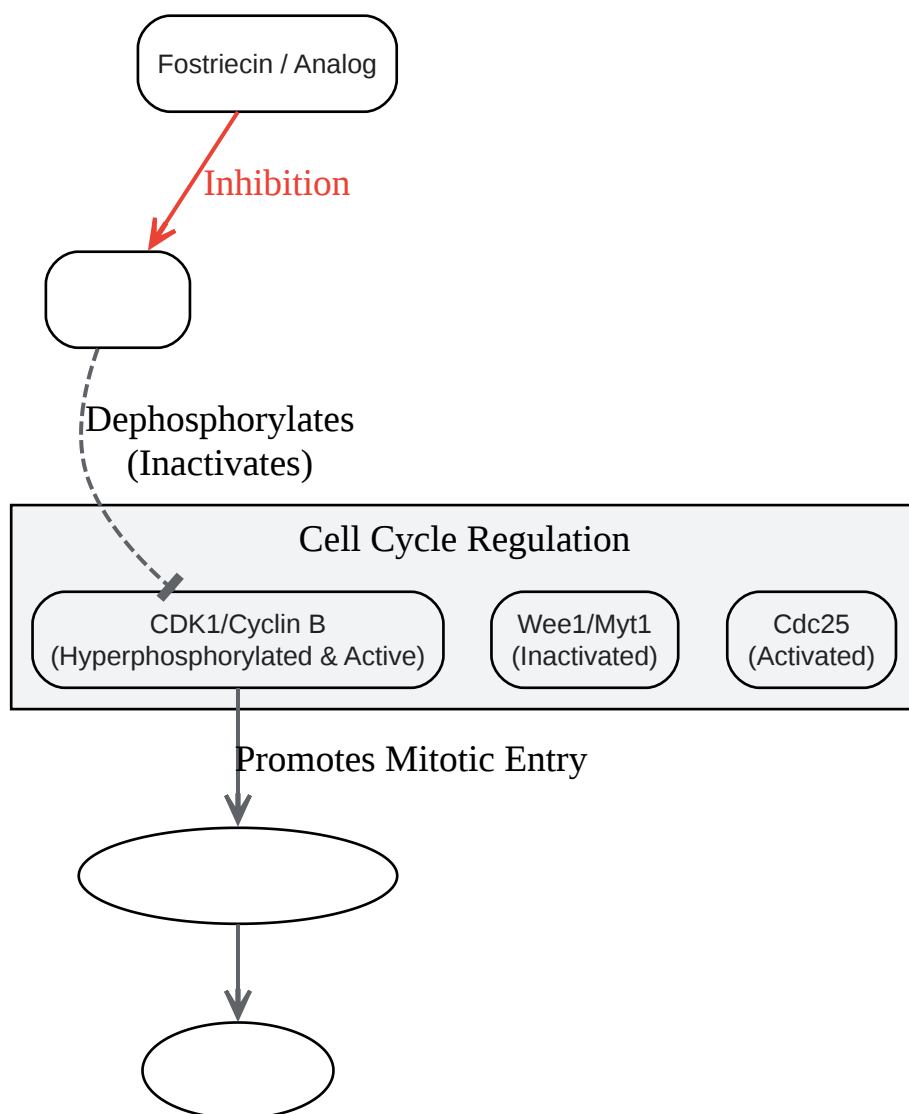 Fostriecin / Analog
Inhibition
Dephosphorylates
(Inactivates)
Cell Cycle Regulation
CDK1/Cyclin B
(Hyperphosphorylated & Active)
Wee1/Myt1
(Inactivated)
Cdc25
(Activated)
Promotes Mitotic Entry